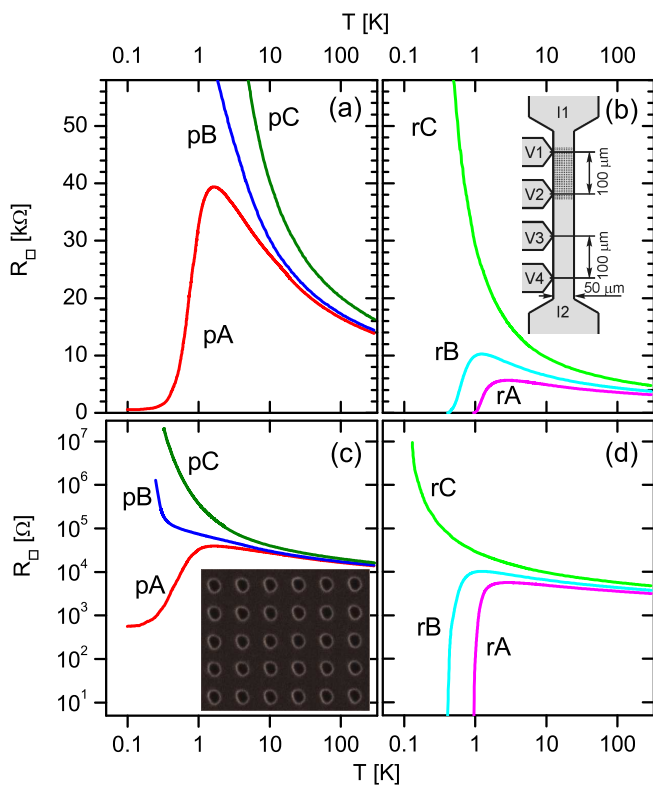 T [K]
0.1 1 10 100 0.1 1 10 100
(a)
pB
pC
pA
50
40
30
20
10
0
R□ [kΩ]
(b)
rC
rB
rA
I1
V1
V2
V3
V4
I2
100 μm
100 μm
50 μm
(c)
pC
pB
pA
10⁷
10⁶
10⁵
10⁴
10³
10²
10¹
R□ [Ω]
(d)
rC
rB
rA
0.1 1 10 100 0.1 1 10 100
T [K]